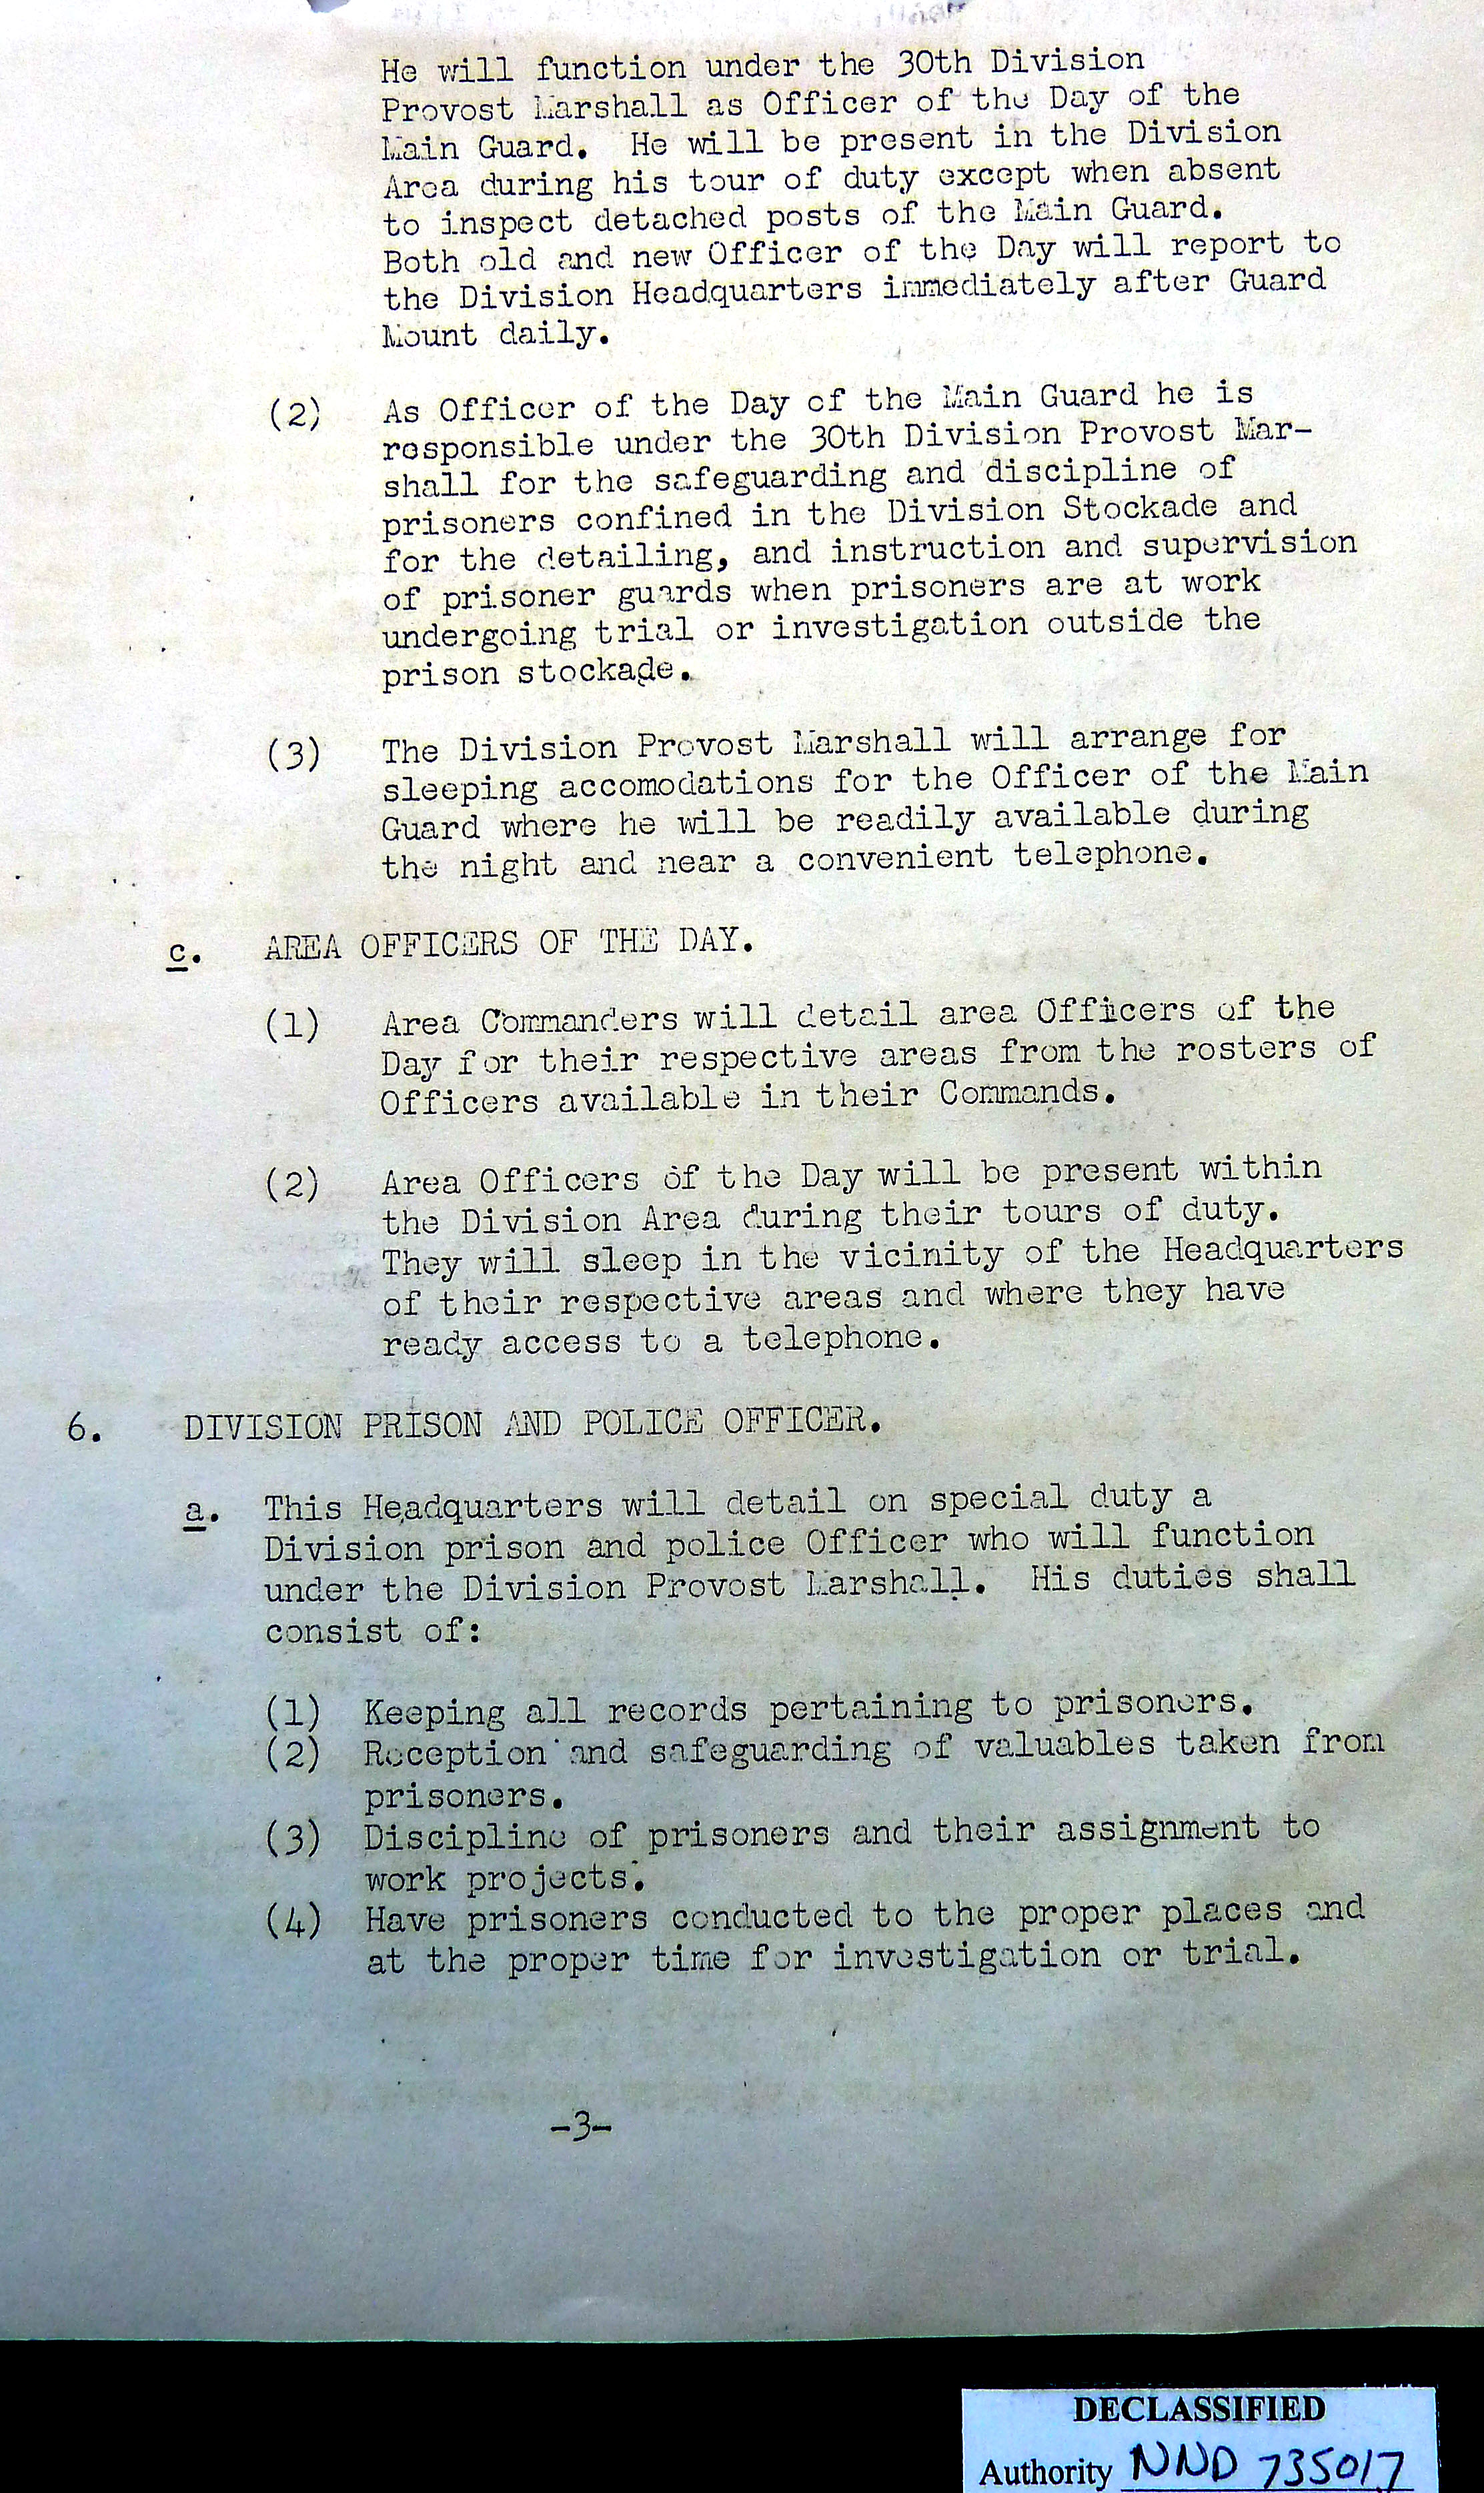 He will function under the 30th Division
Provost Marshall as Officer of the Day of the
Main Guard. He will be present in the Division
Area during his tour of duty except when absent
to inspect detached posts of the Main Guard.
Both old and new Officer of the Day will report to
the Division Headquarters immediately after Guard
Mount daily.
(2) As Officer of the Day of the Main Guard he is
responsible under the 30th Division Provost Mar-
shall for the safeguarding and discipline of
prisoners confined in the Division Stockade and
for the detailing, and instruction and supervision
of prisoner guards when prisoners are at work
undergoing trial or investigation outside the
prison stockade.
(3) The Division Provost Marshall will arrange for
sleeping accomodations for the Officer of the Main
Guard where he will be readily available during
the night and near a convenient telephone.
c. AREA OFFICERS OF THE DAY.
(1) Area Commanders will detail area Officers of the
Day for their respective areas from the rosters of
Officers available in their Commands.
(2) Area Officers of the Day will be present within
the Division Area during their tours of duty.
They will sleep in the vicinity of the Headquarters
of their respective areas and where they have
ready access to a telephone.
6. DIVISION PRISON AND POLICE OFFICER.
a. This Headquarters will detail on special duty a
Division prison and police Officer who will function
under the Division Provost Marshall. His duties shall
consist of:
(1) Keeping all records pertaining to prisoners.
(2) Reception and safeguarding of valuables taken from
prisoners.
(3) Discipline of prisoners and their assignment to
work projects.
(4) Have prisoners conducted to the proper places and
at the proper time for investigation or trial.
-3-
DECLASSIFIED
Authority NND 735017